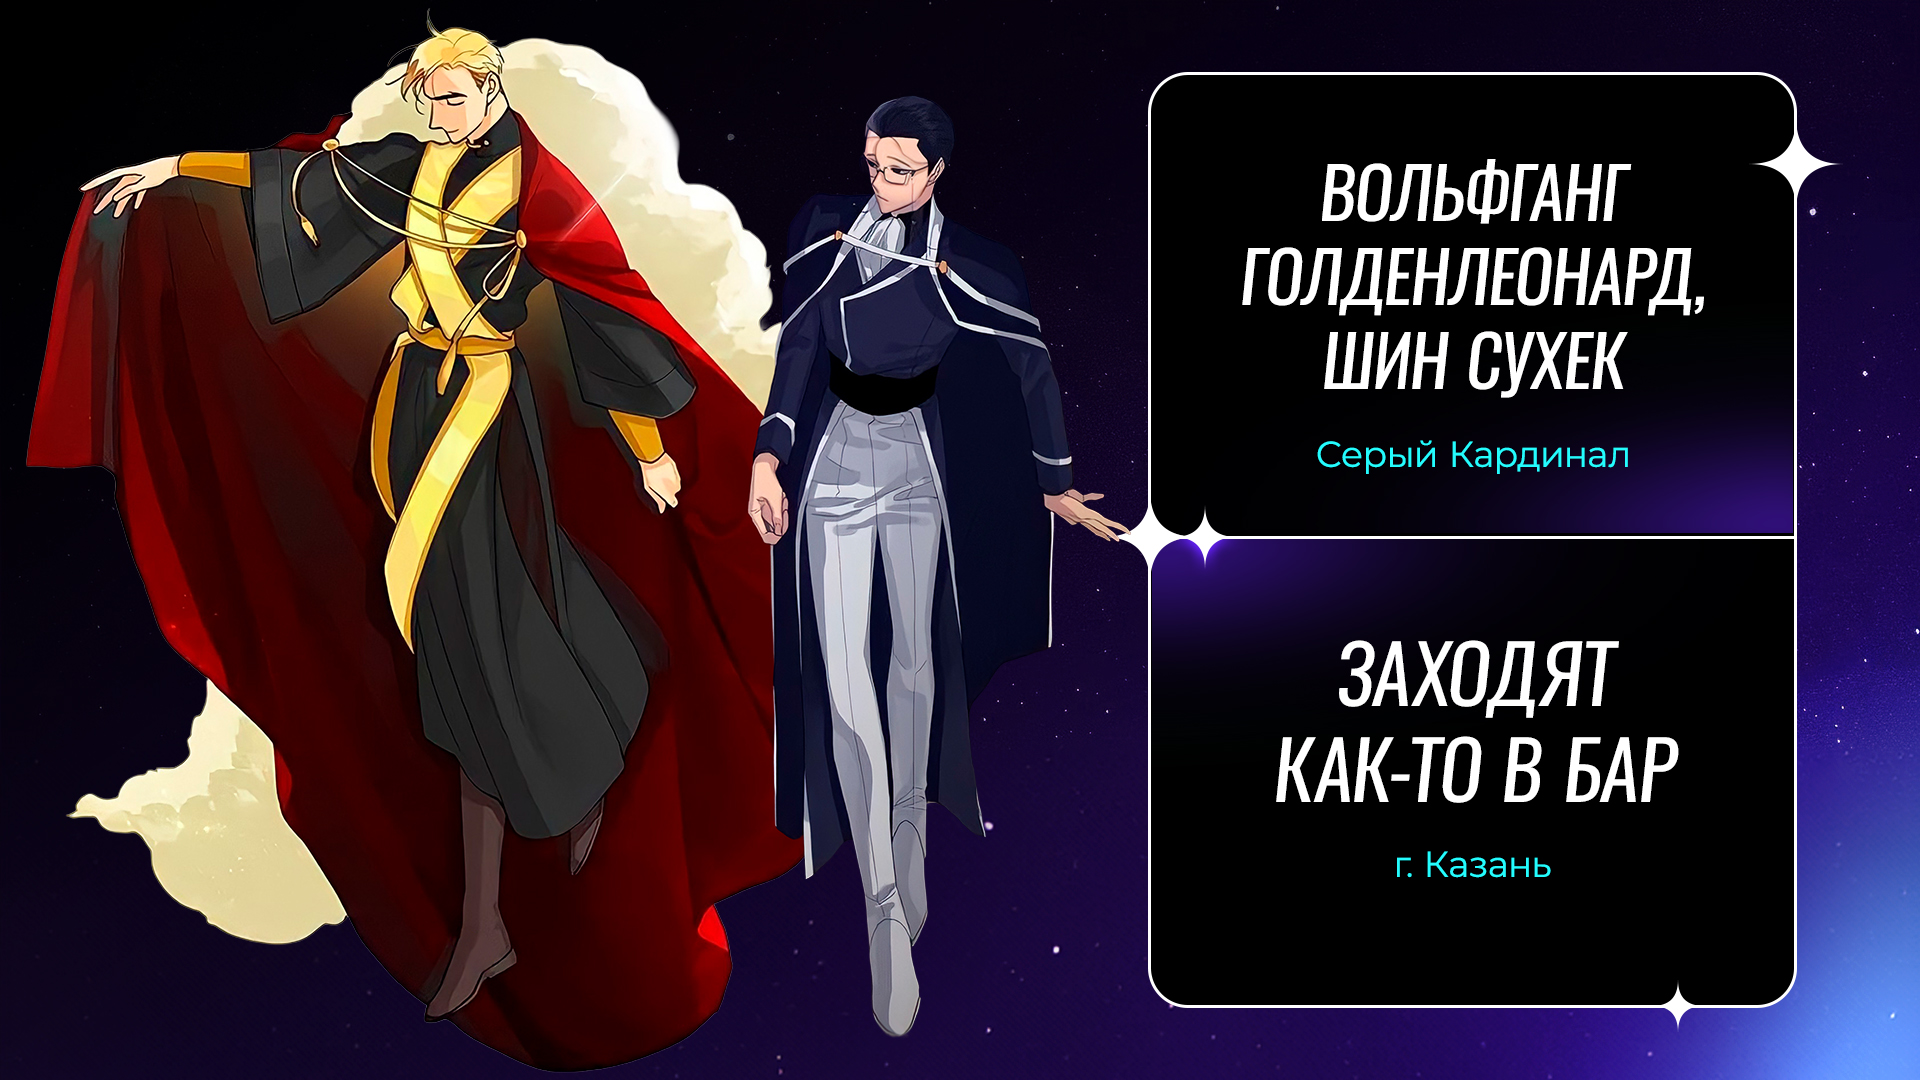 ВОЛЬФГАНГ
ГОЛДЕНЛЕОНАРД,
ШИН СУХЕК
Серый Кардинал
ЗАХОДЯТ
КАК-ТО В БАР
г. Казань